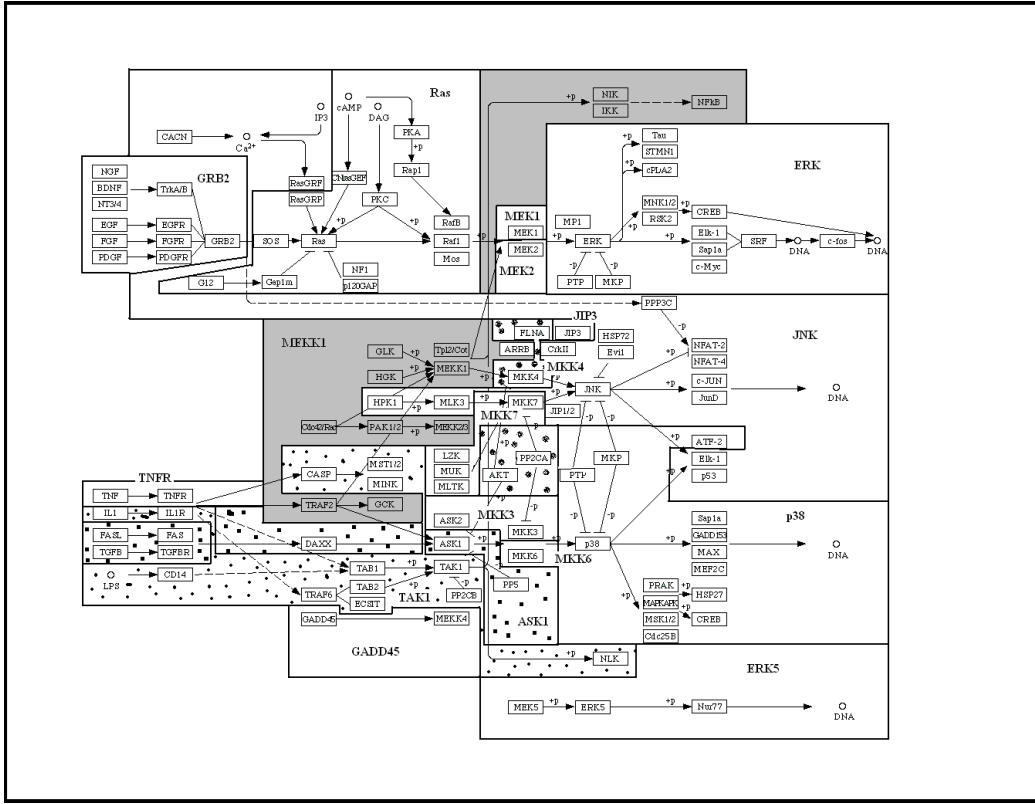 Ras
NIK
IKK
+p
NFkB
IP3
cAMP
DAG
CACN
Ca2+
PKA
+p
Rap1
+p
Tau
STMN1
cPLA2
+p
ERK
GRB2
NGF
BDNF
NT3/4
TrkA/B
EGF
FGF
PDGF
EGFR
FGFR
PDGFR
GRB2
SOS
RasGRF
RasGRP
CNrasGEF
PKC
+p
Ras
RafB
Raf1
Mos
+p
+p
MEK1
MEK1
MEK2
MEK2
MP1
+p
ERK
-p
-p
PTP
MKP
+p
MNK1/2
RSK2
+p
CREB
+p
Elk-1
Sap1a
c-Myc
SRF
DNA
c-fos
DNA
G12
Gap1m
NF1
p120GAP
PPP3C
JIP3
MEKK1
FLNA
JIP3
ARRB
CrkII
HSP72
Evi1
-p
JNK
NFAT-2
NFAT-4
GLK
HGK
Tpl2/Cot
MEKK1
+p
+p
MKK4
MKK4
+p
JNK
+p
c-JUN
JunD
DNA
HPK1
MLK3
+p
MKK7
+p
MKK7
JIP1/2
Cdc42/Rac
PAK1/2
+p
MEKK2/3
+p
ATF-2
Elk-1
p53
LZK
MUK
MLTK
AKT
PP2CA
-p
-p
PTP
MKP
-p
-p
CASP
MST1/2
MINK
TNFR
TNF
TNFR
TRAF2
GCK
IL1
IL1R
FASL
FAS
TGFB
TGFBR
DAXX
LPS
CD14
TAB1
+p
TAB2
ECSIT
TRAF6
+p
TAK1
TAK1
-p
PP2CB
PP5
ASK2
ASK1
+p
ASK1
MKK3
-p
MKK3
MKK6
MKK6
+p
p38
p38
+p
Sap1a
GADD153
MAX
MEF2C
DNA
+p
PRAK
MAPKAPK
MSK1/2
Cdc25B
+p
+p
HSP27
CREB
GADD45
MEKK4
GADD45
+p
NLK
ERK5
MEK5
+p
ERK5
+p
Nur77
DNA